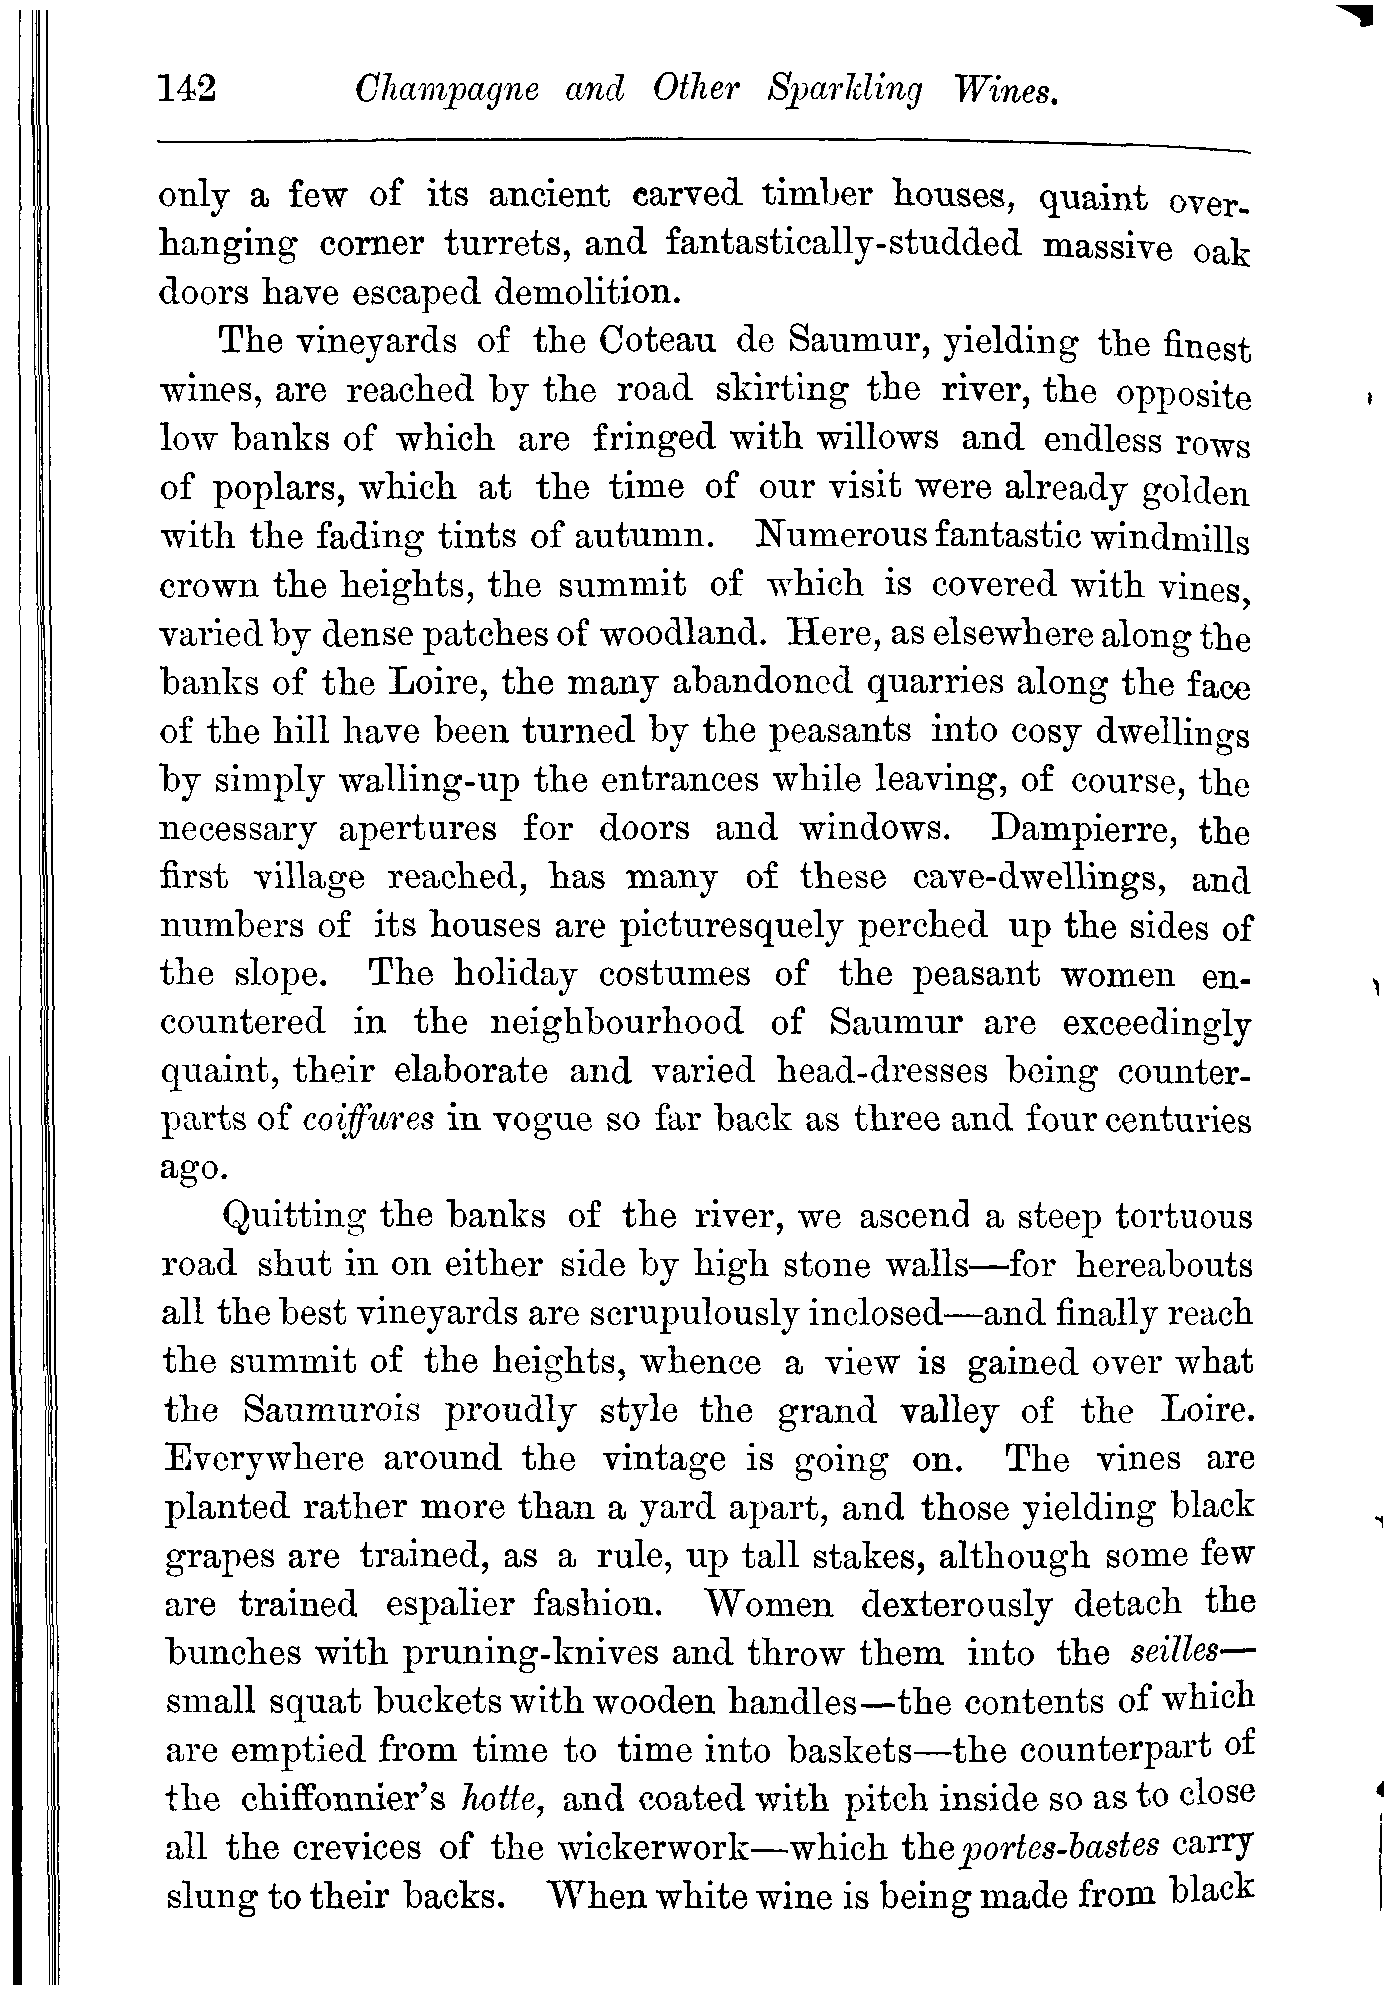 142 Champagne and Other Sparkling Wines.
only a few of its ancient carved timber houses, quaint over-
hanging corner turrets, and fantastically-studded massive oak
doors have escaped demolition.
The vineyards of the Coteau de Saumur, yielding the finest
wines, are reached by the road skirting the river, the opposite
low banks of which are fringed with willows and endless rows
of poplars, which at the time of our visit were already golden
with the fading tints of autumn. Numerous fantastic windmills
crown the heights, the summit of which is covered with vines,
varied by dense patches of woodland. Here, as elsewhere along the
banks of the Loire, the many abandoned quarries along the face
of the hill have been turned by the peasants into cosy dwellings
by simply walling-up the entrances while leaving, of course, the
necessary apertures for doors and windows. Dampierre, the
first village reached, has many of these cave-dwellings, and
numbers of its houses are picturesquely perched up the sides of
the slope. The holiday costumes of the peasant women en-
countered in the neighbourhood of Saumur are exceedingly
quaint, their elaborate and varied head-dresses being counter-
parts of coiffures in vogue so far back as three and four centuries
ago.
Quitting the banks of the river, we ascend a steep tortuous
road shut in on either side by high stone walls—for hereabouts
all the best vineyards are scrupulously inclosed—and finally reach
the summit of the heights, whence a view is gained over what
the Saumurois proudly style the grand valley of the Loire.
Everywhere around the vintage is going on. The vines are
planted rather more than a yard apart, and those yielding black
grapes are trained, as a rule, up tall stakes, although some few
are trained espalier fashion. Women dexterously detach the
bunches with pruning-knives and throw them into the seilles—
small squat buckets with wooden handles—the contents of which
are emptied from time to time into baskets—the counterpart of
the chiffonnier's hotte, and coated with pitch inside so as to close
all the crevices of the wickerwork—which the portes-bastes carry
slung to their backs. When white wine is being made from black